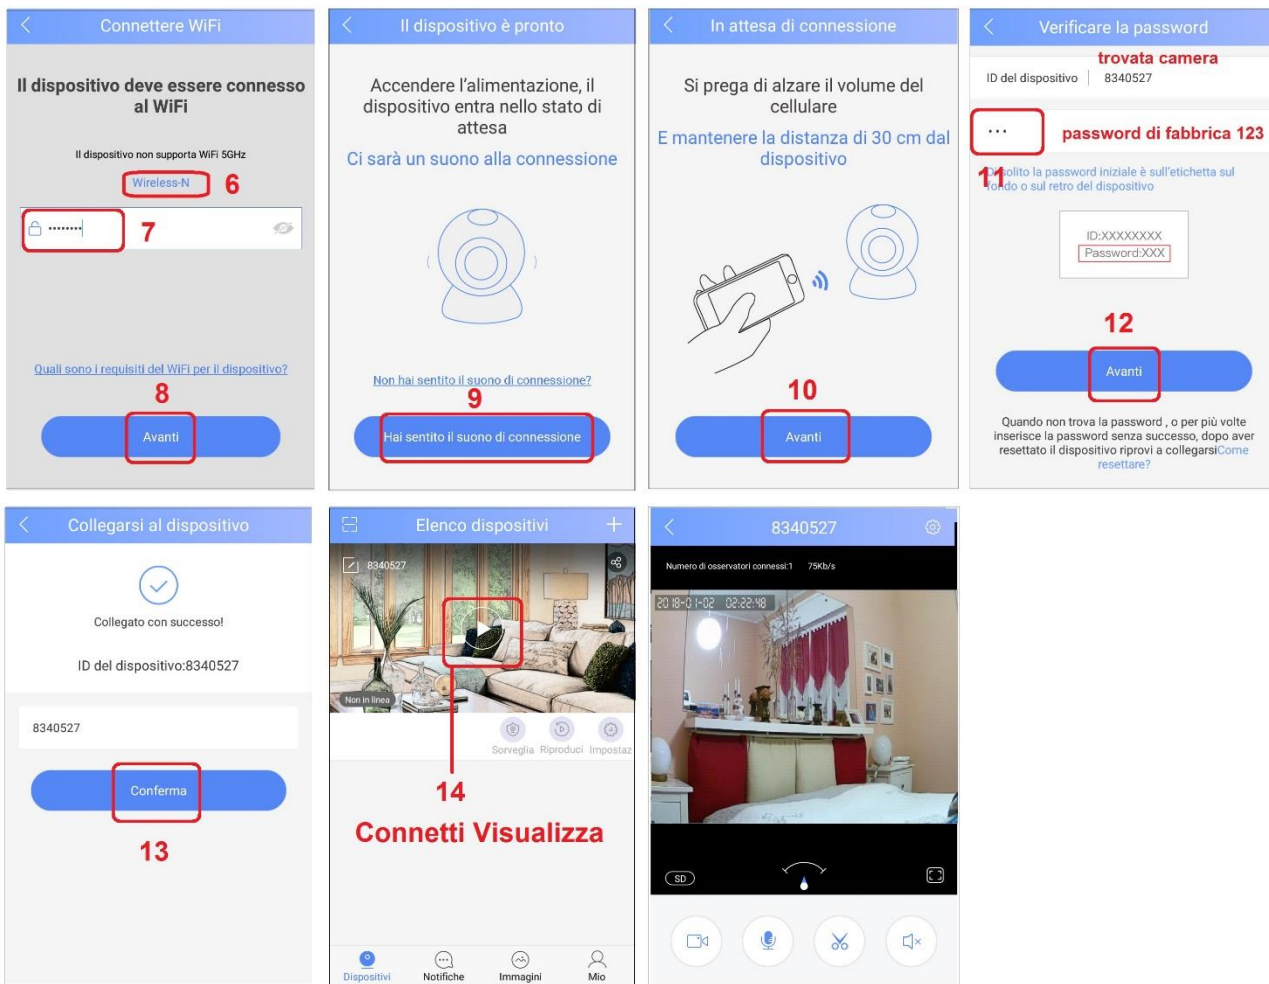 Connettere WiFi
Il dispositivo deve essere connesso
al WiFi
Il dispositivo non supporta WiFi 5GHz
Wireless-N
6
••••••••
7
Quali sono i requisiti del WiFi per il dispositivo?
8
Avanti
Il dispositivo è pronto
Accendere l'alimentazione, il
dispositivo entra nello stato di
attesa
Ci sarà un suono alla connessione
Non hai sentito il suono di connessione?
9
Hai sentito il suono di connessione
In attesa di connessione
Si prega di alzare il volume del
cellulare
E mantenere la distanza di 30 cm dal
dispositivo
10
Avanti
Verificare la password
trovata camera
ID del dispositivo
8340527
•••
password di fabbrica 123
11
solito la password iniziale è sull'etichetta sul
fondo o sul retro del dispositivo
ID:XXXXXXXX
Password:XXX
12
Avanti
Quando non trova la password , o per più volte
inserisce la password senza successo, dopo aver
resettato il dispositivo riprovi a collegarsiCome
resettare?
Collegarsi al dispositivo
Collegato con successo!
ID del dispositivo:8340527
8340527
Conferma
13
Elenco dispositivi
8340527
Non in linea
Sorveglia Riproduci Impostaz
14
Connetti Visualizza
Dispositivi Notifiche Immagini Mio
8340527
Numero di osservatori connessi:1 75Kb/s
2018-01-02 02:22:48
SD